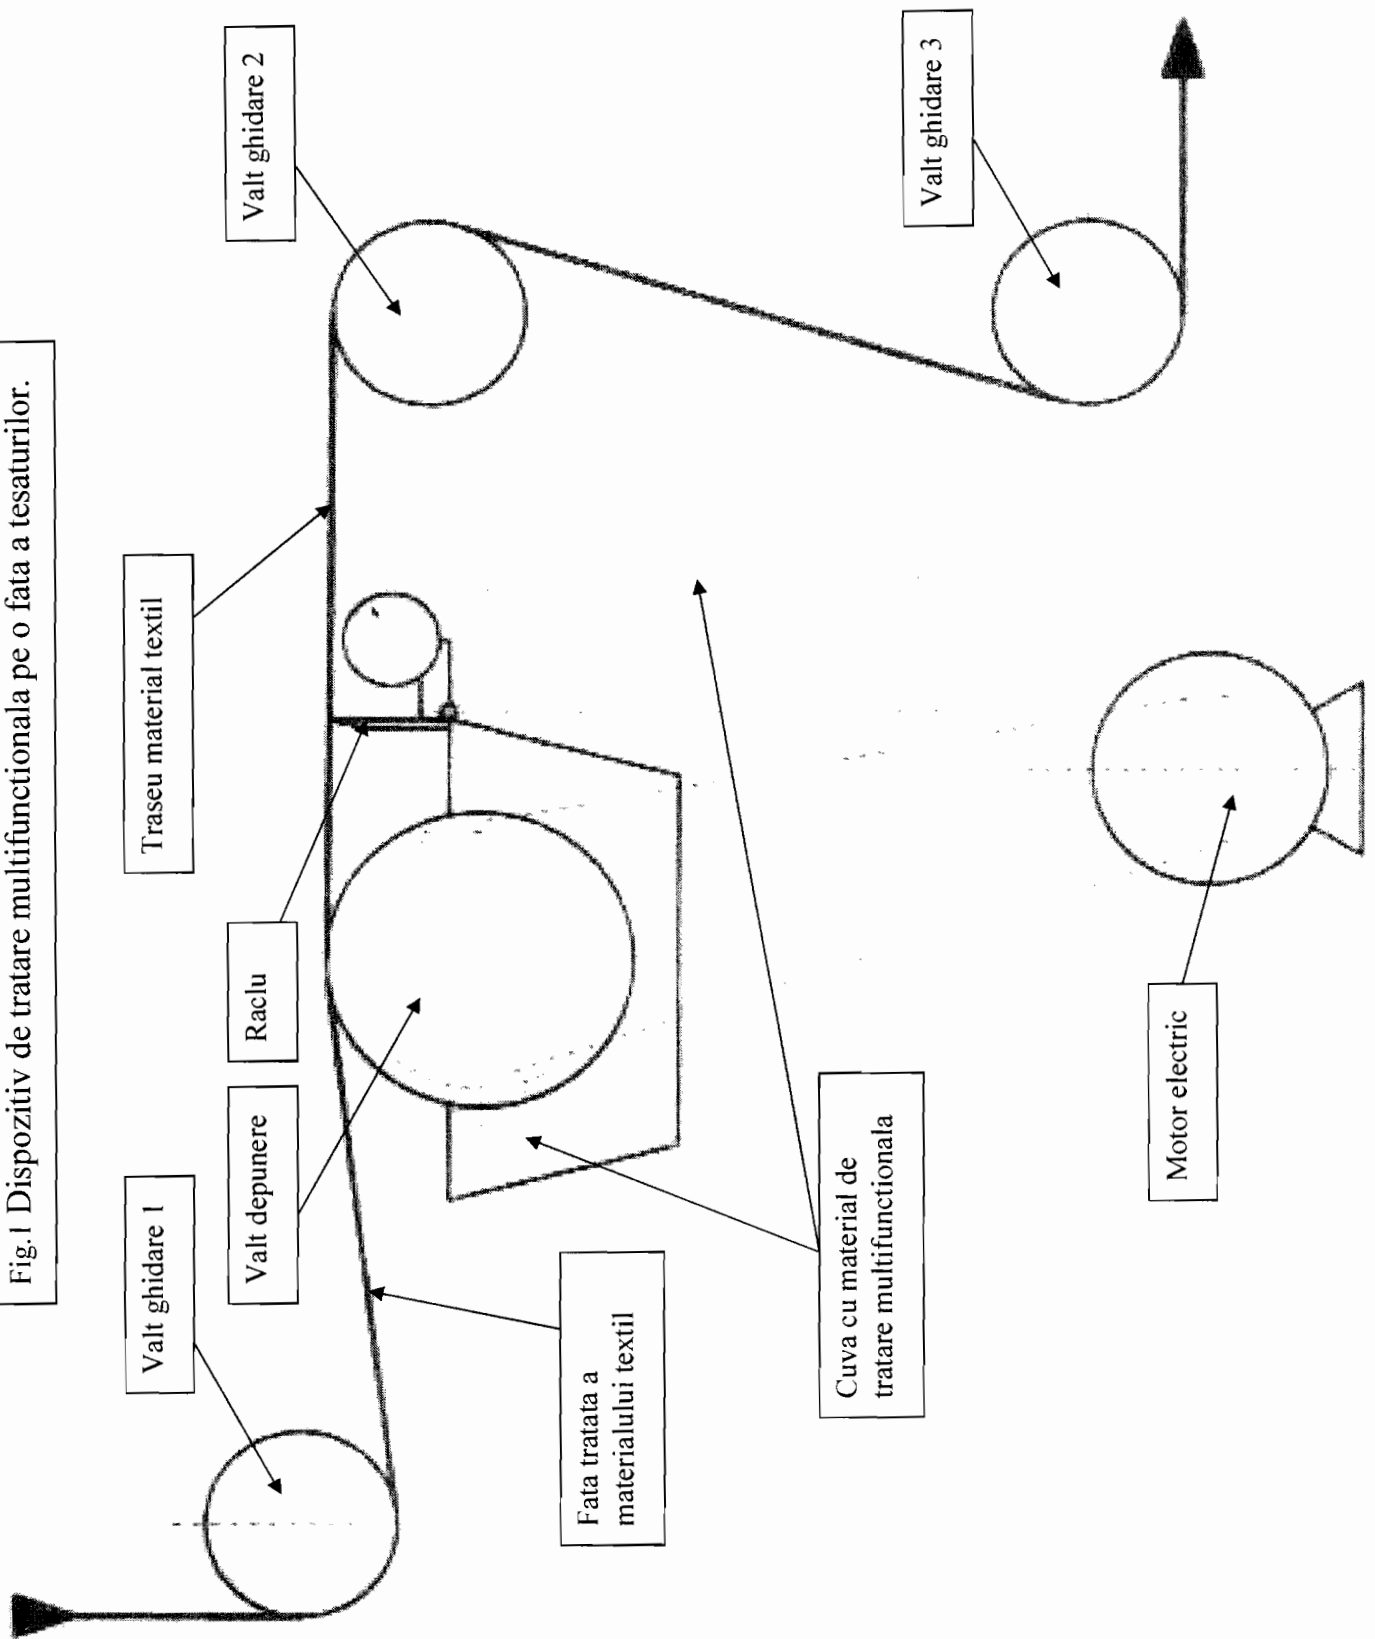 Fig.1 Dispozitiv de tratare multifunctionala pe o fata a tesaturilor.
Valt ghidare 1
Traseu material textil
Valt depunere
Raclu
Valt ghidare 2
Fata tratata a
materialului textil
Cuva cu material de
tratare multifunctionala
Valt ghidare 3
Motor electric